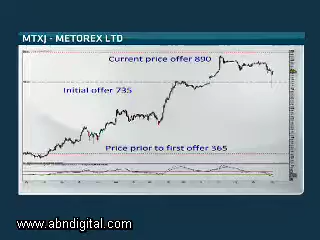 MTXJ - METOREX LTD
Current price offer 890
Initial offer 735
Price prior to first offer 365
www.abndigital.com